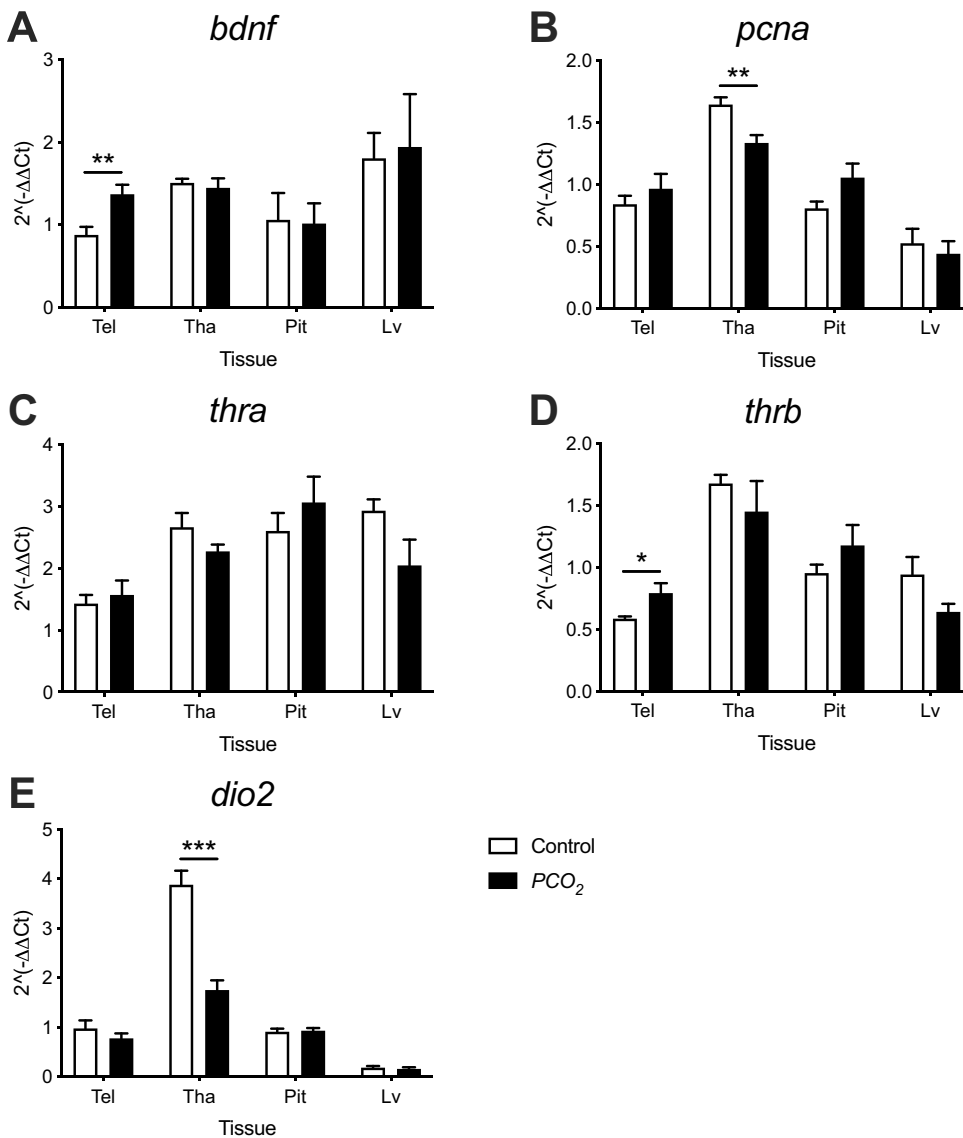 A
bdnf
3
2
1
0
2^(-ΔΔCt)
**
Tel Tha Pit Lv
Tissue
B
pcna
2.0
1.5
1.0
0.5
0.0
2^(-ΔΔCt)
**
Tel Tha Pit Lv
Tissue
C
thra
4
3
2
1
0
2^(-ΔΔCt)
Tel Tha Pit Lv
Tissue
D
thrb
2.0
1.5
1.0
0.5
0.0
2^(-ΔΔCt)
*
Tel Tha Pit Lv
Tissue
E
dio2
5
4
3
2
1
0
2^(-ΔΔCt)
***
Tel Tha Pit Lv
Tissue
Control
PCO₂